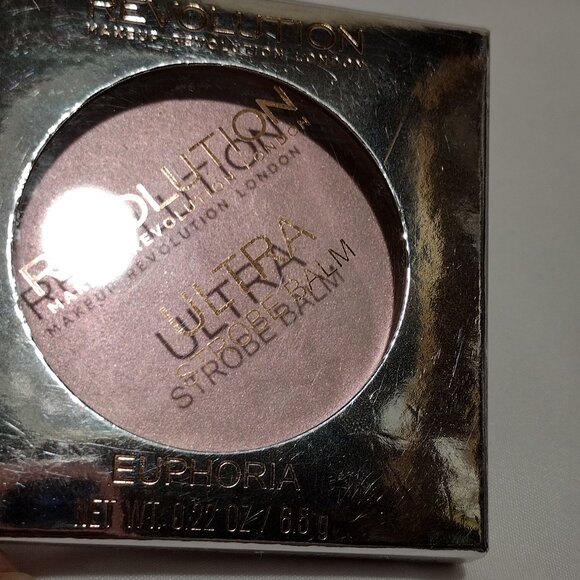 REVOLUTION
MAKEUP REVOLUTION LONDON
REVOLUTION
MAKEUP REVOLUTION LONDON
ULTRA
STROBE BALM
EUPHORIA
NET WT. 0.22 OZ / 6.5 g